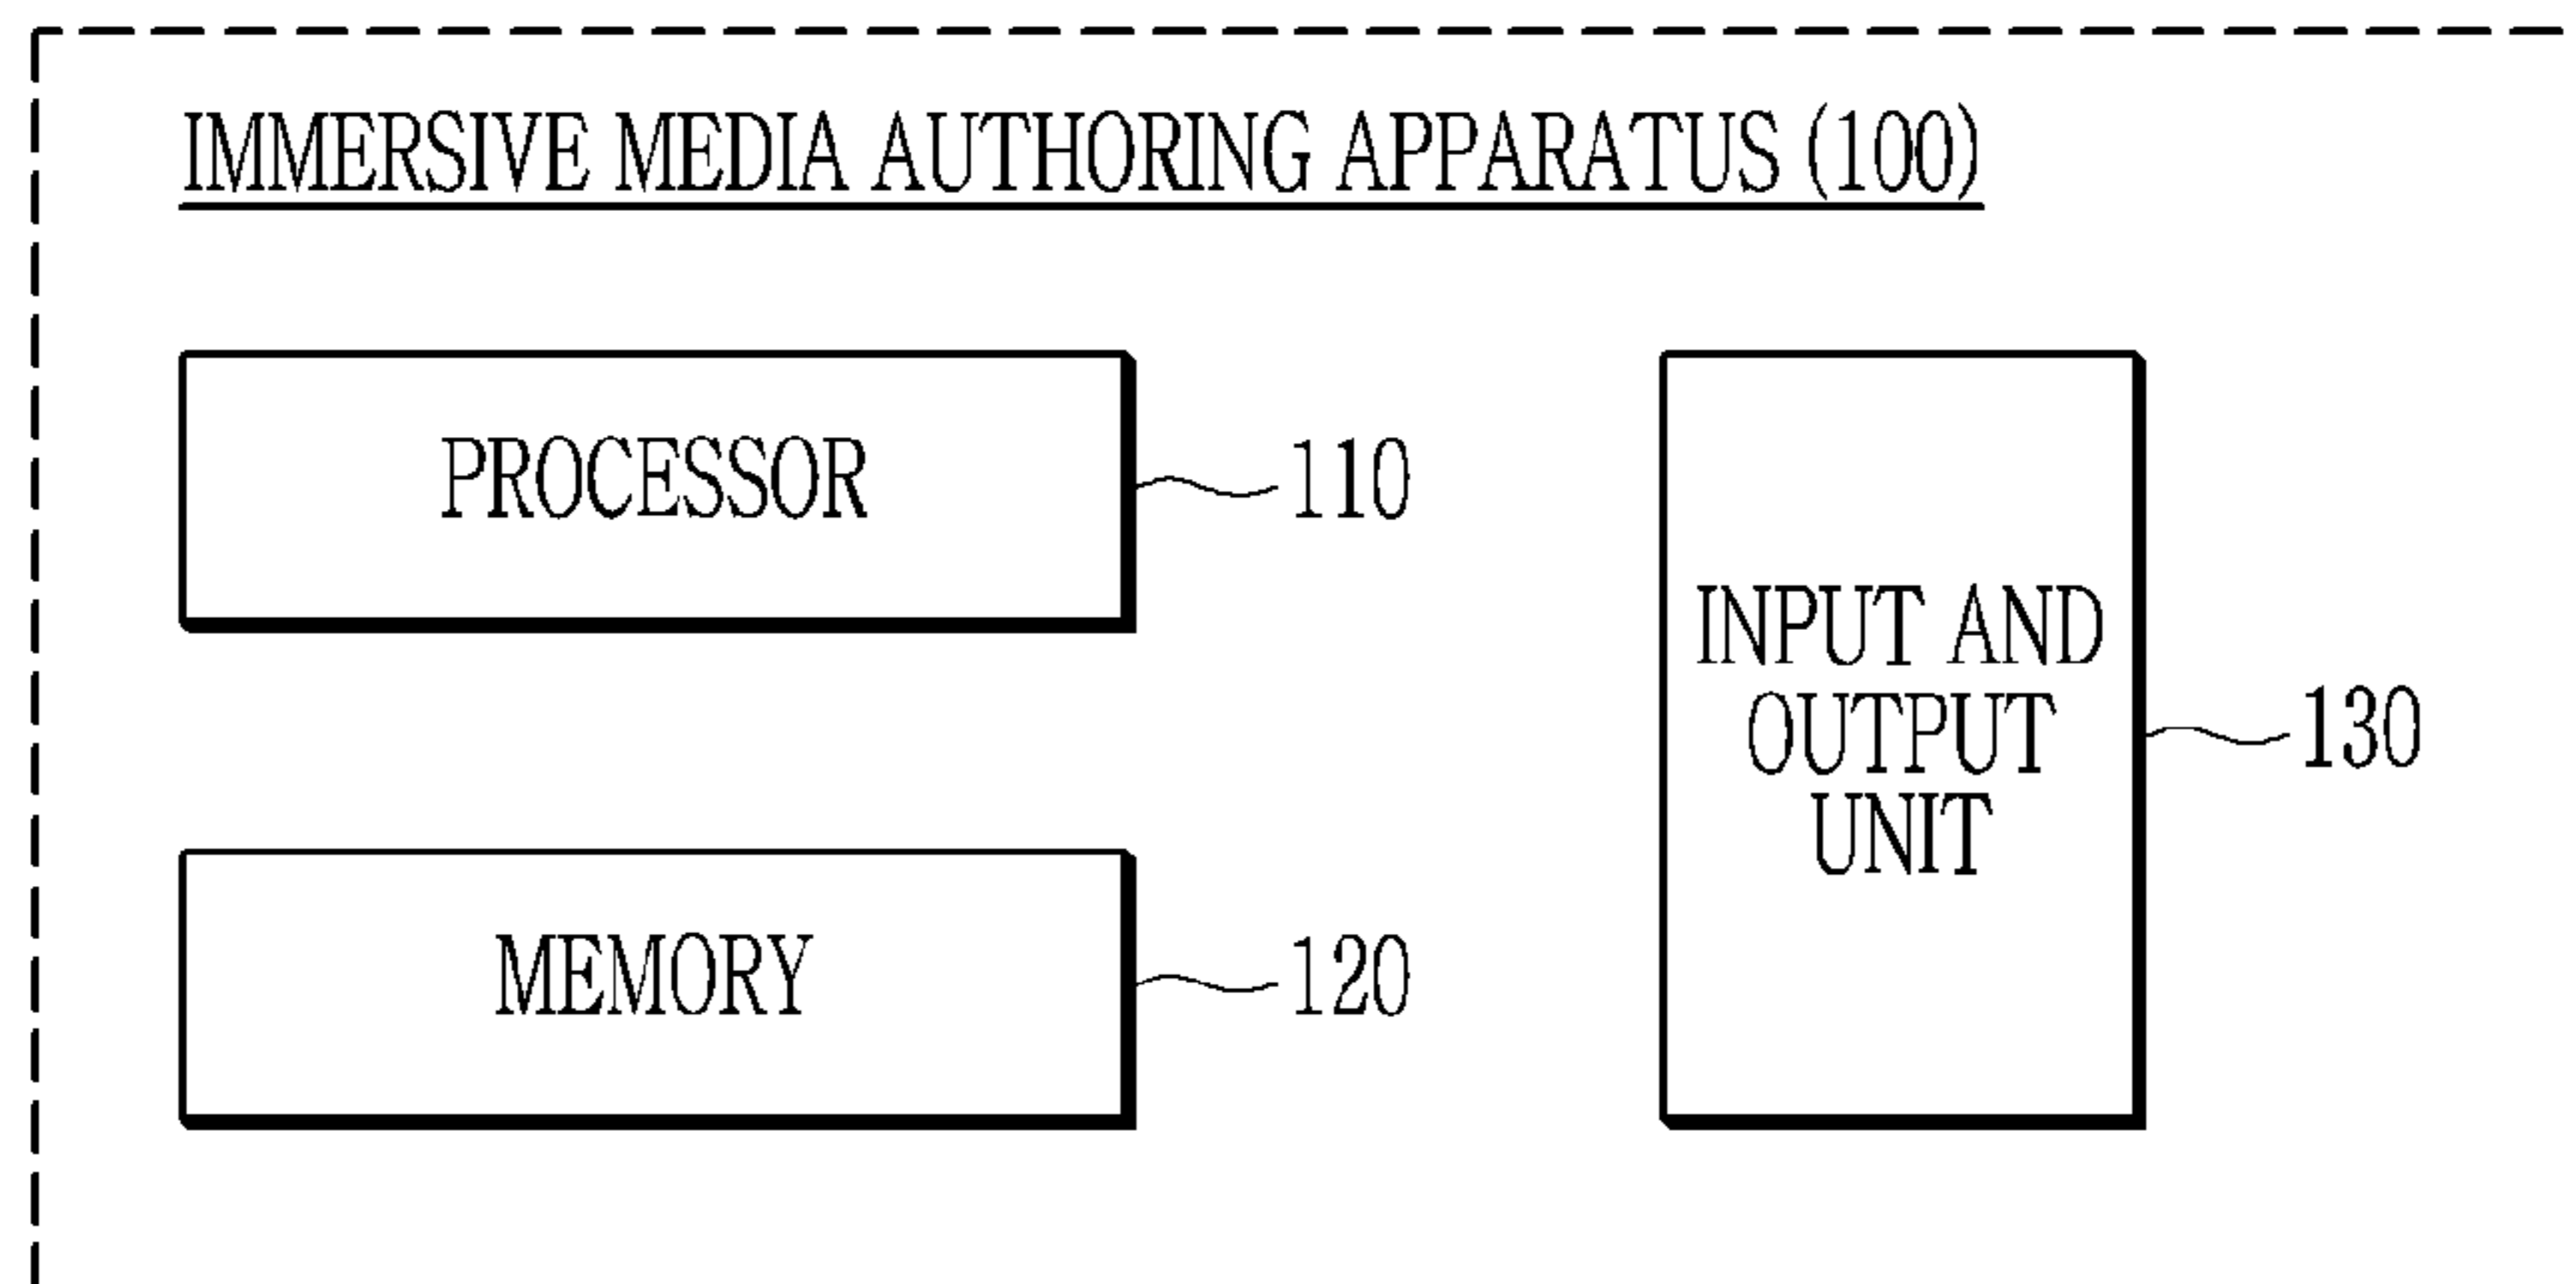 IMMERSIVE MEDIA AUTHORING APPARATUS (100)
PROCESSOR
110
INPUT AND
OUTPUT
UNIT
130
MEMORY
120